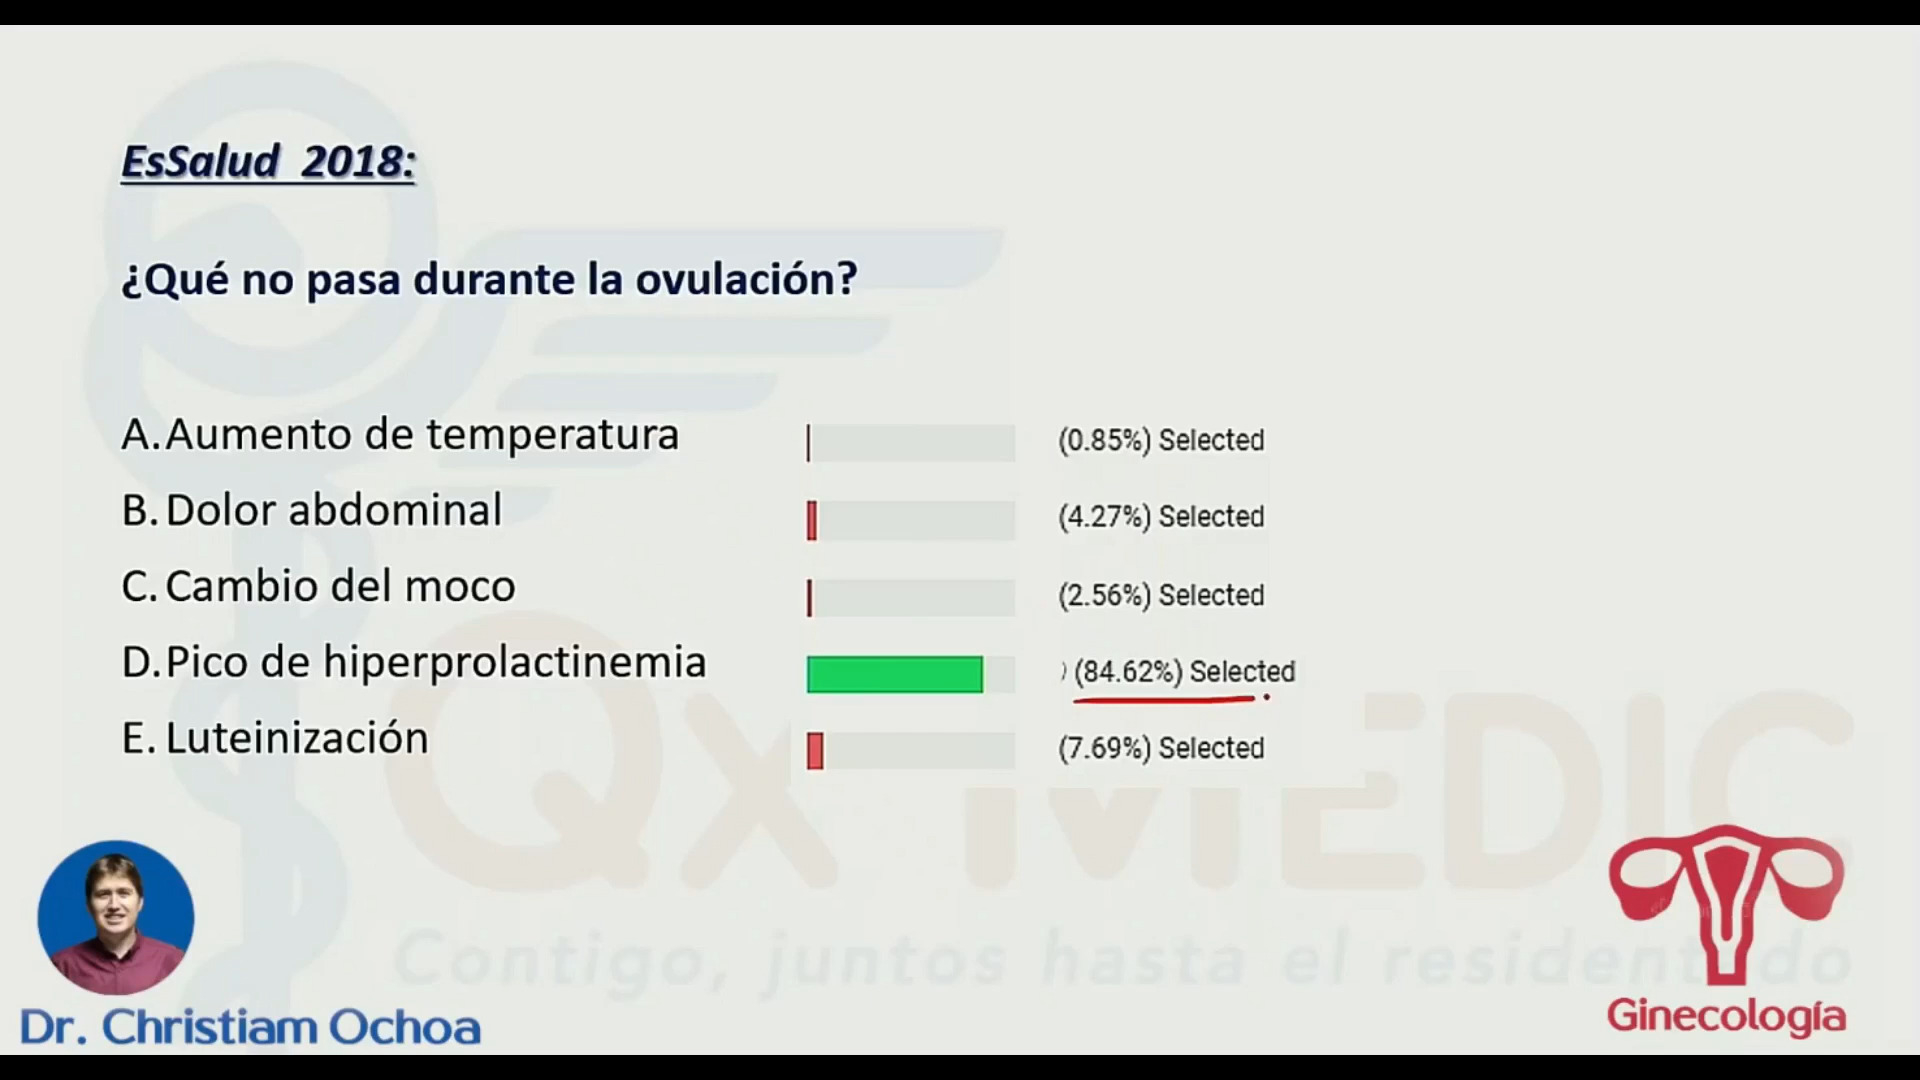 EsSalud 2018:
¿Qué no pasa durante la ovulación?
A. Aumento de temperatura (0.85%) Selected
B. Dolor abdominal (4.27%) Selected
C. Cambio del moco (2.56%) Selected
D. Pico de hiperprolactinemia ) (84.62%) Selected
E. Luteinización (7.69%) Selected
QX MEDIC
Contigo, juntos hasta el residentado
Dr. Christiam Ochoa
Ginecología